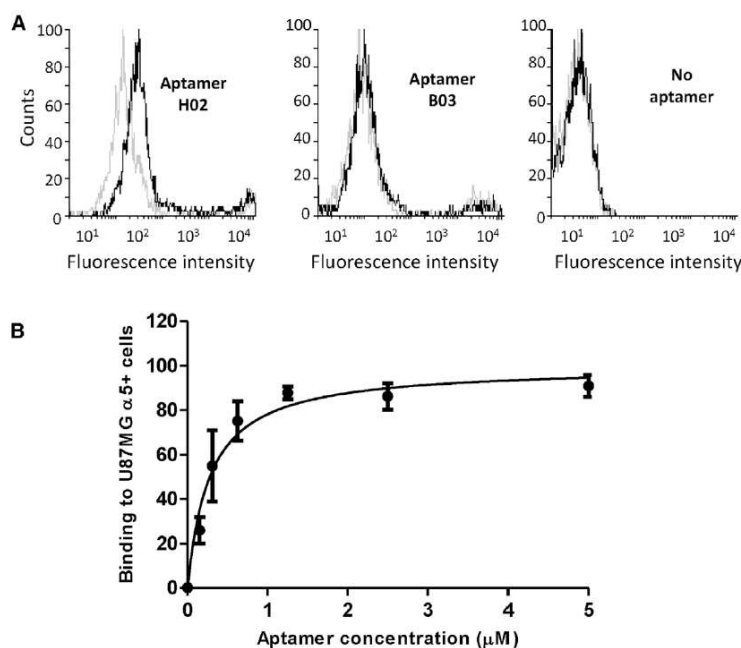 A
100
80
60
40
20
0
Counts
Aptamer
H02
10¹ 10² 10³ 10⁴
Fluorescence intensity
100
80
60
40
20
0
Aptamer
B03
10¹ 10² 10³ 10⁴
Fluorescence intensity
100
80
60
40
20
0
No
aptamer
10¹ 10² 10³ 10⁴
Fluorescence intensity
B
Binding to U87MG α5+ cells
120
100
80
60
40
20
0
0 1 2 3 4 5
Aptamer concentration (μM)